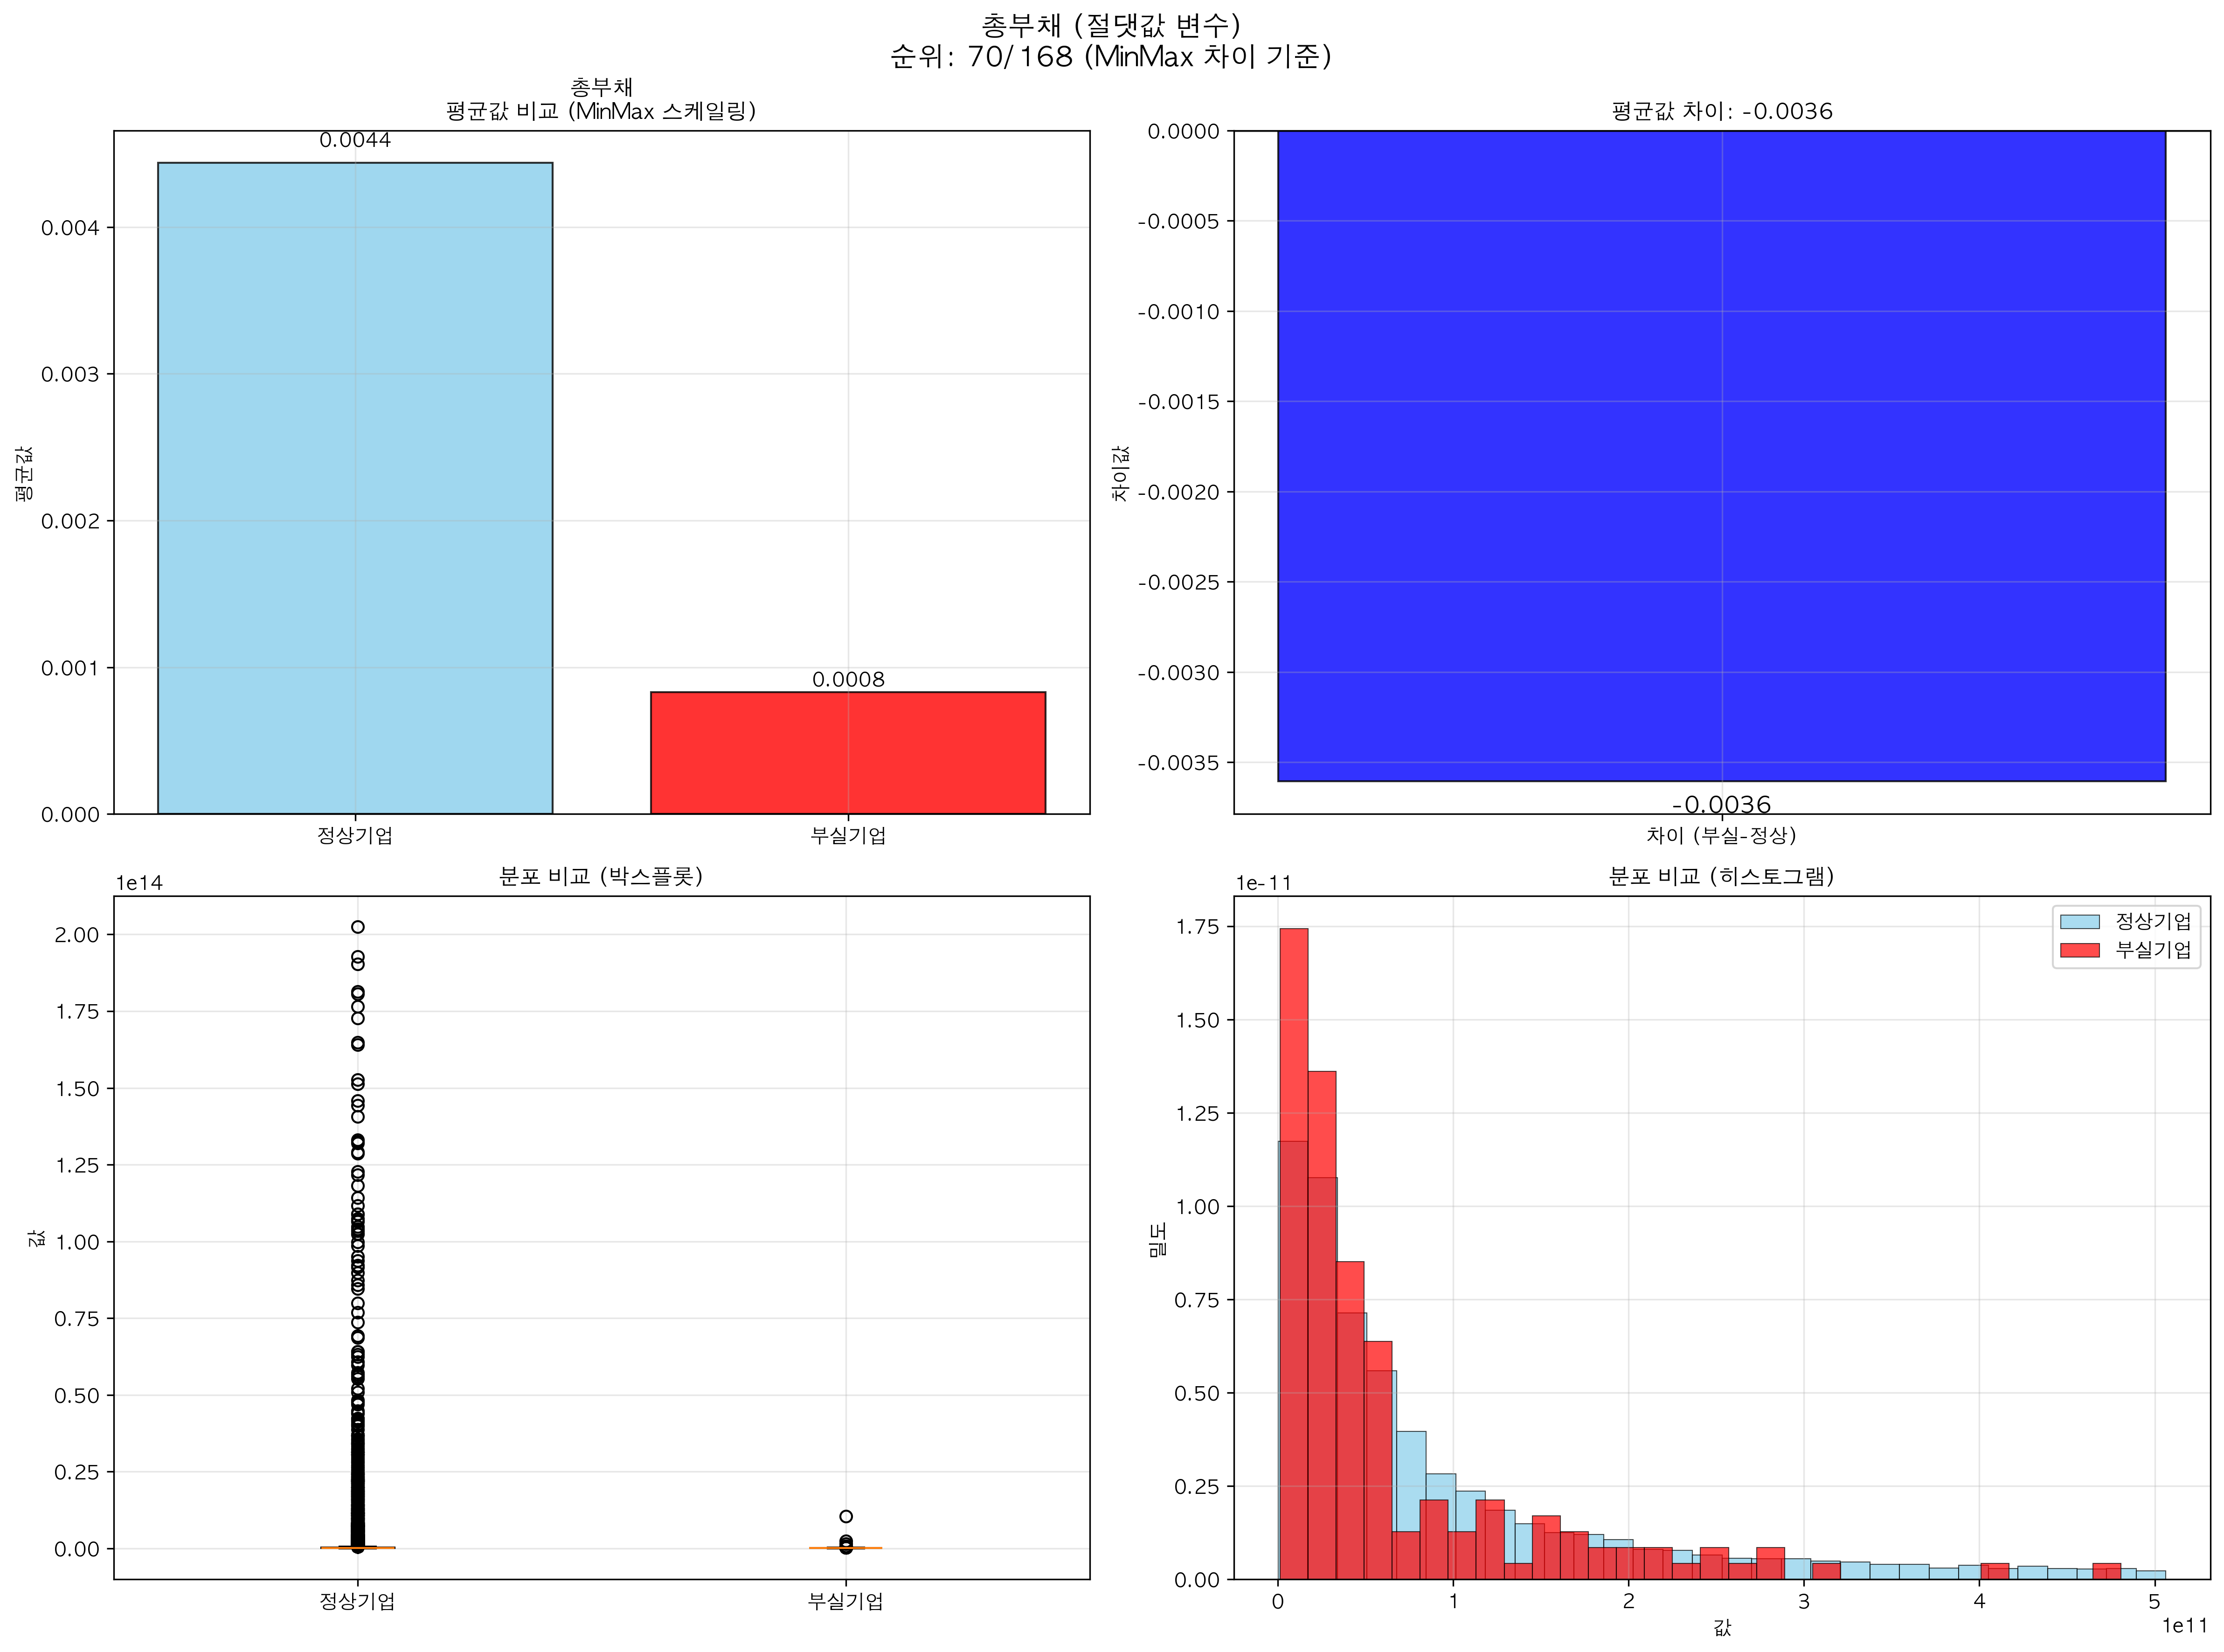 총부채 (절댓값 변수)
순위: 70/168 (MinMax 차이 기준)
총부채
평균값 비교 (MinMax 스케일링)
0.0044
0.0008
0.004
0.003
0.002
0.001
0.000
평균값
정상기업
부실기업
평균값 차이: -0.0036
0.0000
-0.0005
-0.0010
-0.0015
-0.0020
-0.0025
-0.0030
-0.0035
차이값
-0.0036
차이 (부실-정상)
분포 비교 (박스플롯)
1e14
2.00
1.75
1.50
1.25
1.00
0.75
0.50
0.25
0.00
값
정상기업
부실기업
분포 비교 (히스토그램)
1e-11
정상기업
부실기업
1.75
1.50
1.25
1.00
0.75
0.50
0.25
0.00
밀도
0
1
2
3
4
5
1e11
값